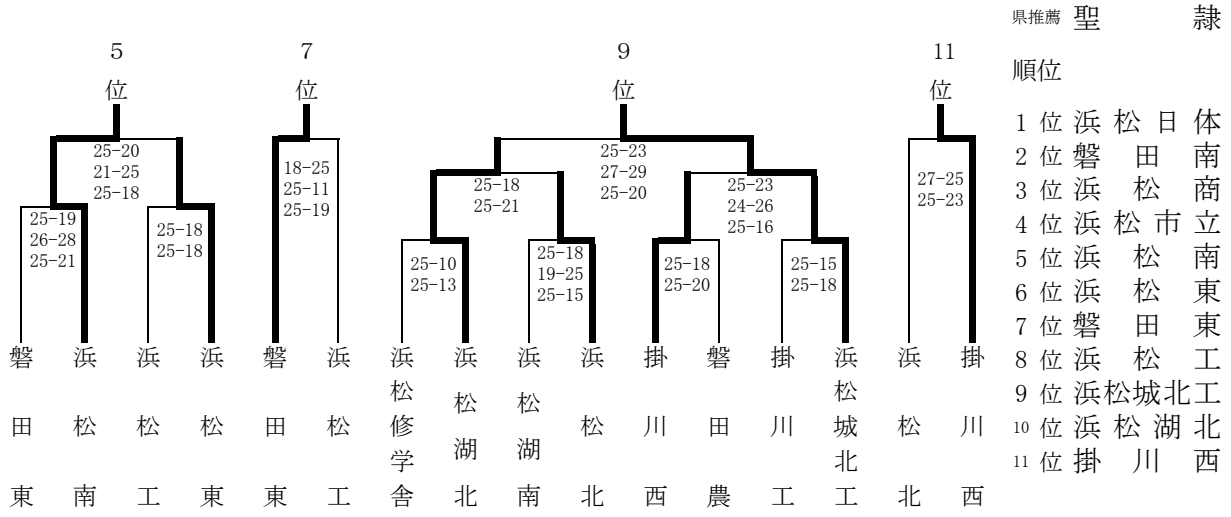 県推薦 聖隷
順位
1 位 浜松日体
2 位 磐田南
3 位 浜松商
4 位 浜松市立
5 位 浜松南
6 位 浜松東
7 位 磐田東
8 位 浜松工
9 位 浜松城北工
10 位 浜松湖北
11 位 掛川西
5位
25-20
21-25
25-18
25-19
26-28
25-21
25-18
25-18
磐田東
浜松南
浜松工
浜松東
7位
18-25
25-11
25-19
磐田東
浜松工
9位
25-23
27-29
25-20
25-18
25-21
25-23
24-26
25-16
25-10
25-13
25-18
19-25
25-15
25-18
25-20
25-15
25-18
浜松修学舎
浜松湖北
浜松湖南
浜松北
掛川西
磐田農
掛川工
浜松城北工
11位
27-25
25-23
浜松北
掛川西